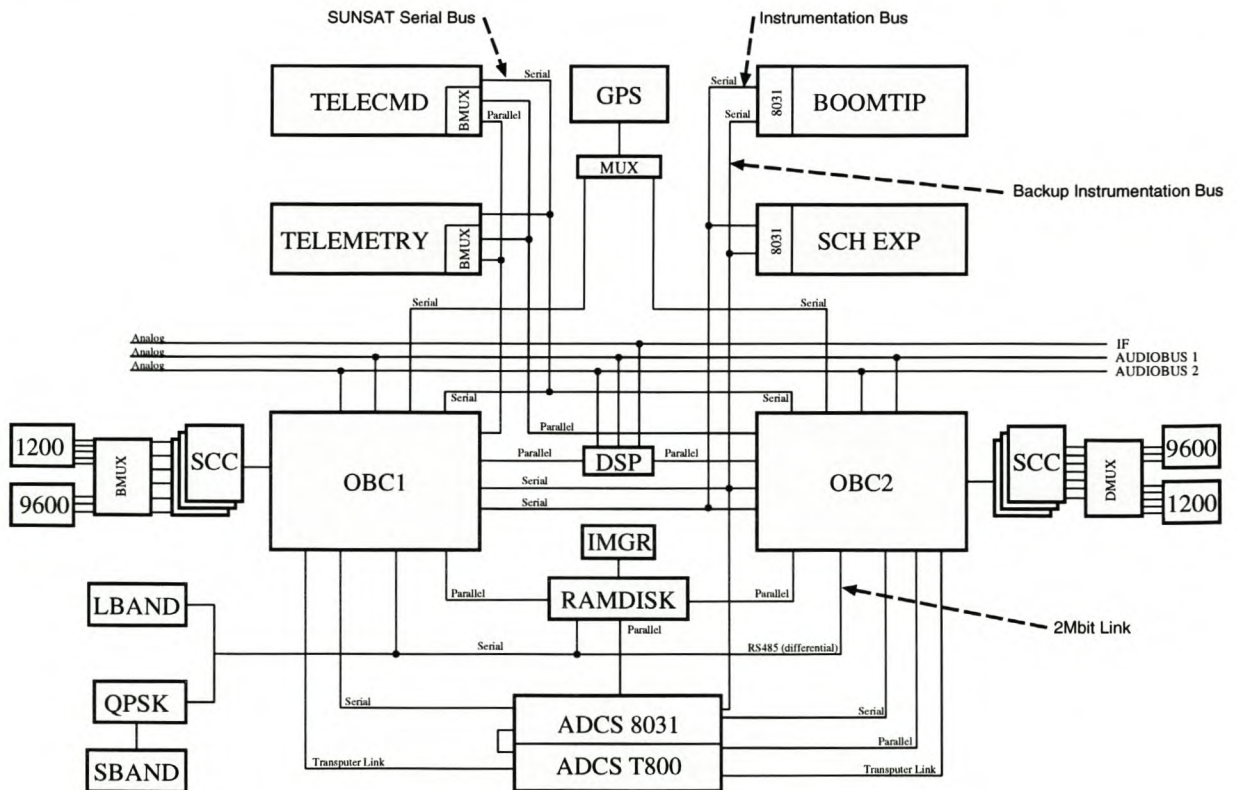 SUNSAT Serial Bus
Instrumentation Bus
Serial
TELECMD
BMUX
Parallel
GPS
MUX
Serial
8031
BOOMTIP
Serial
Backup Instrumentation Bus
TELEMETRY
BMUX
8031
SCH EXP
Serial
Serial
Analog
IF
Analog
AUDIOBUS 1
Analog
AUDIOBUS 2
Serial
Serial
1200
9600
BMUX
SCC
OBC1
Parallel
Parallel
DSP
Parallel
Serial
Serial
OBC2
SCC
DMUX
9600
1200
IMGR
LBAND
Parallel
RAMDISK
Parallel
Parallel
2Mbit Link
Serial
RS485 (differential)
QPSK
Serial
ADCS 8031
Serial
Parallel
SBAND
Transputer Link
ADCS T800
Transputer Link